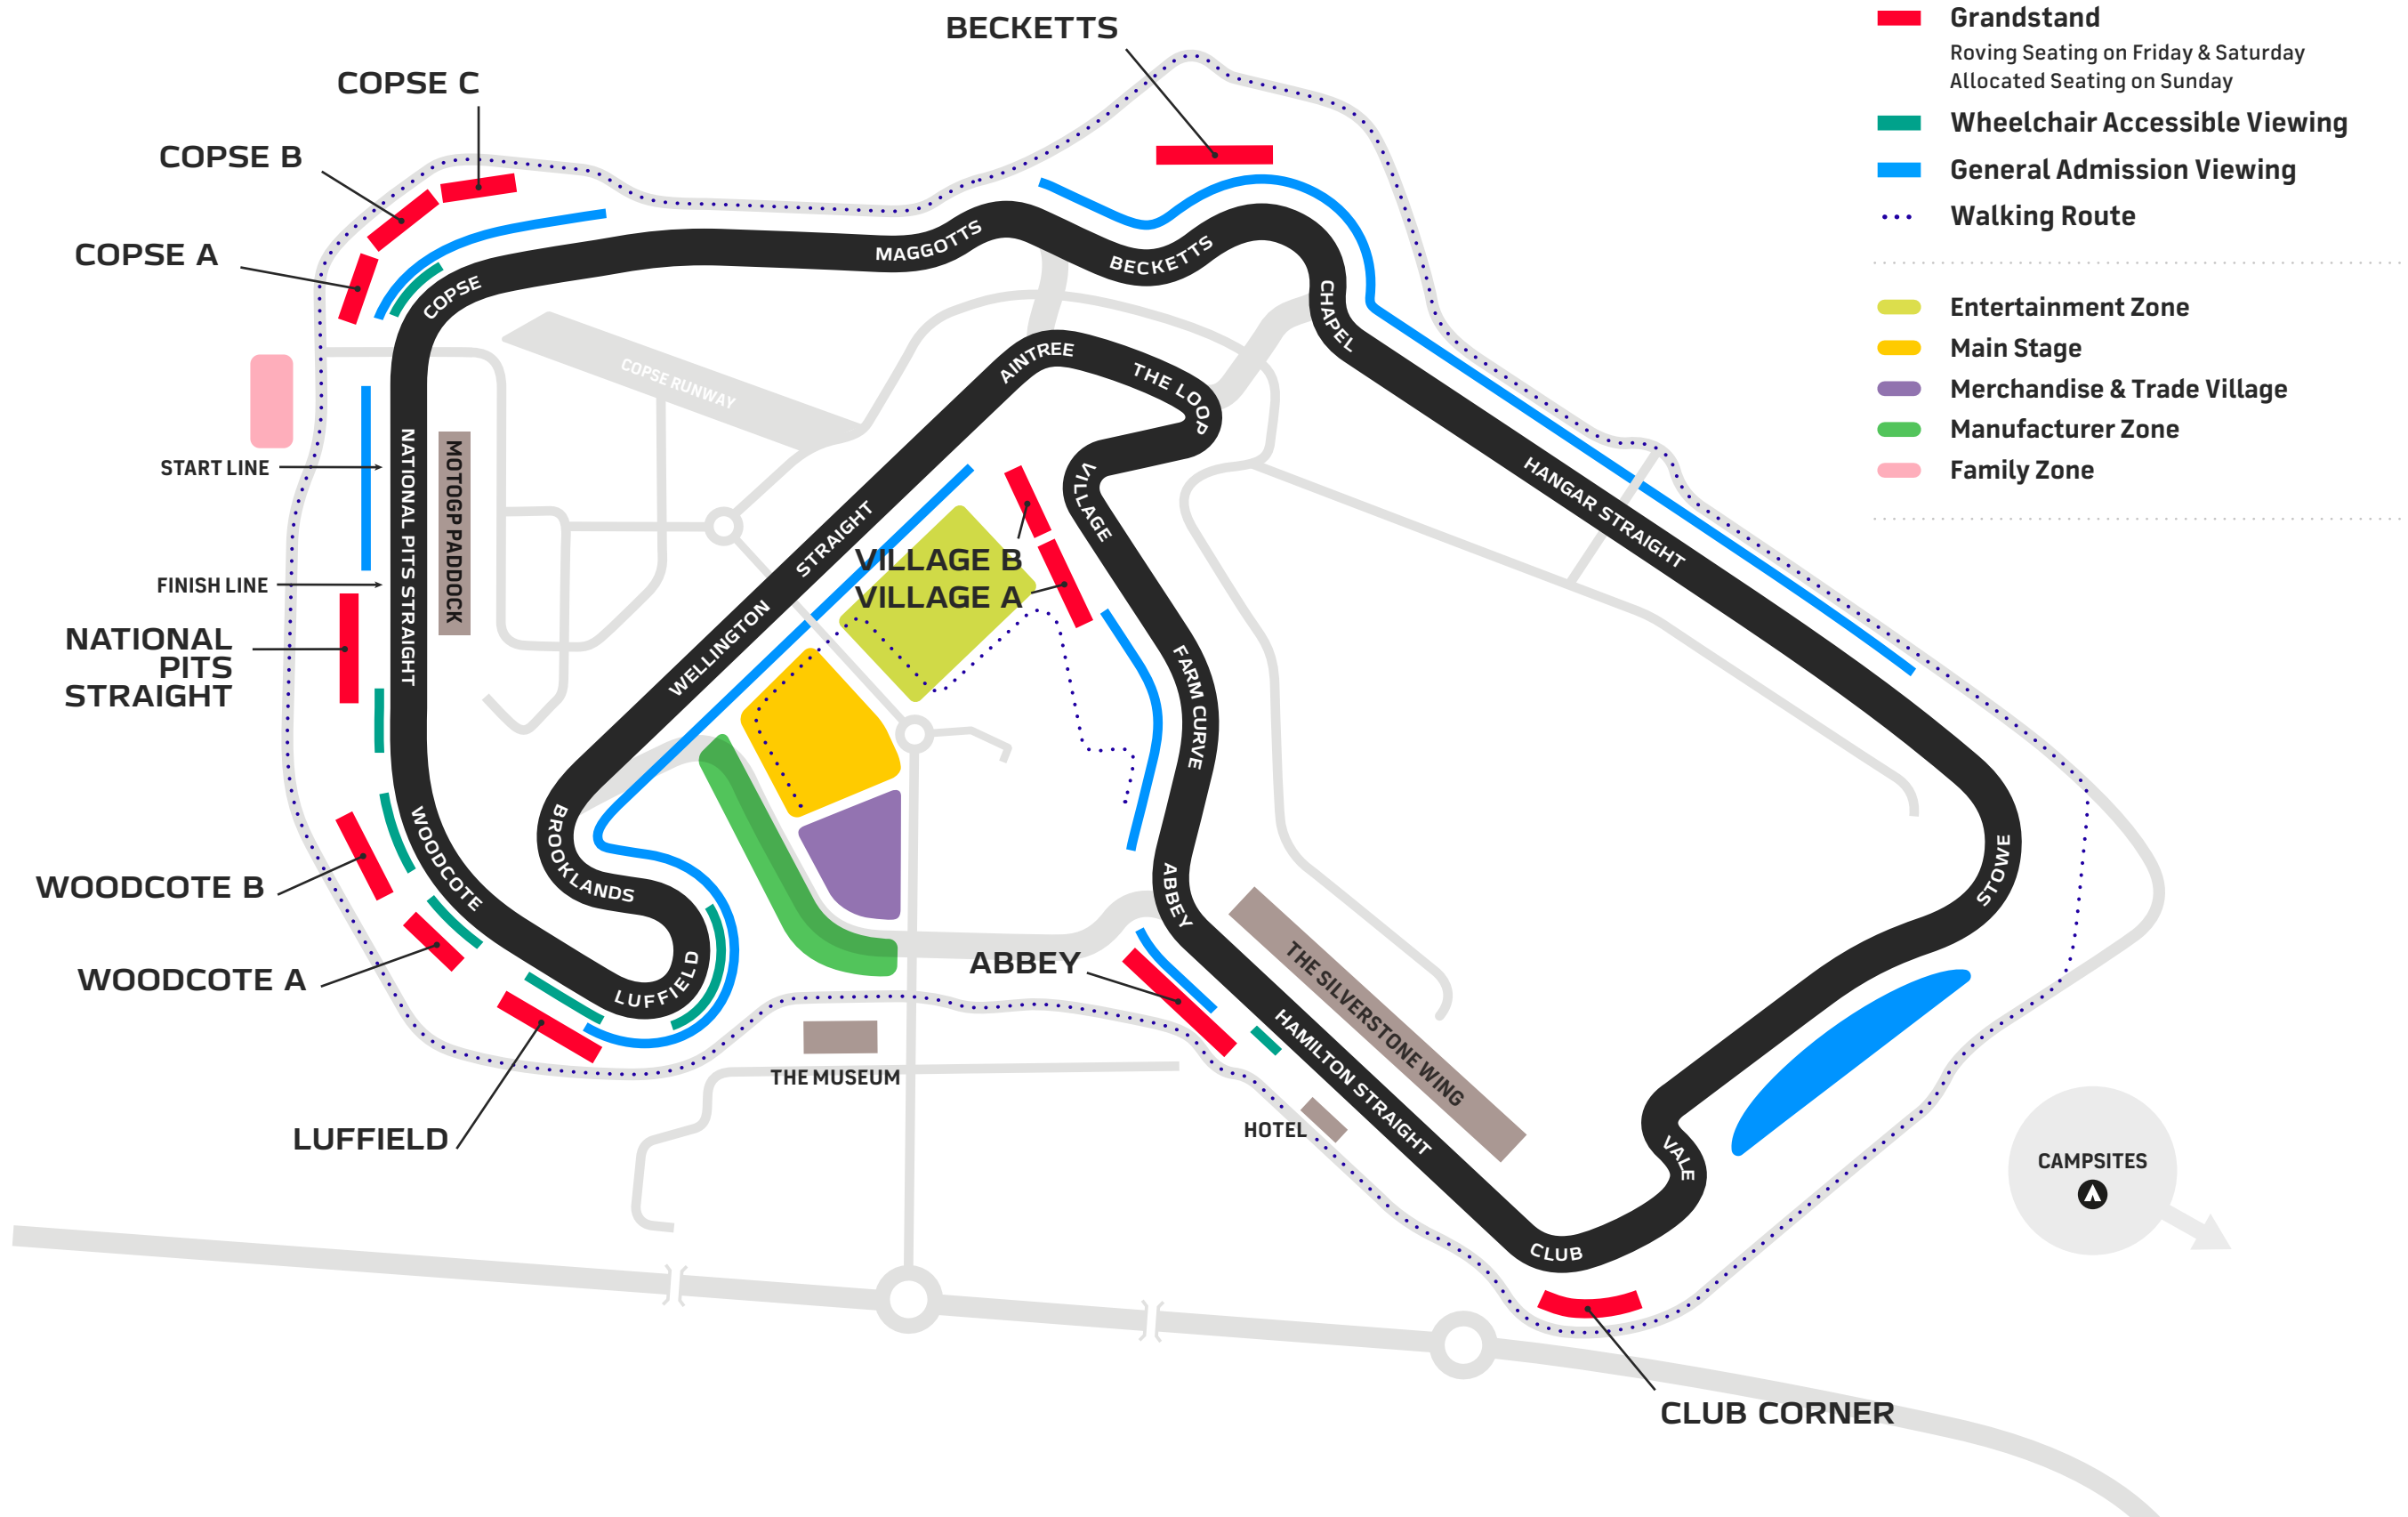 BECKETTS
COPSE C
COPSE B
COPSE A
Grandstand
Roving Seating on Friday & Saturday
Allocated Seating on Sunday
Wheelchair Accessible Viewing
General Admission Viewing
Walking Route
Entertainment Zone
Main Stage
Merchandise & Trade Village
Manufacturer Zone
Family Zone
MAGGOTTS
BECKETTS
COPSE
CHAPEL
AINTREE
THE LOOP
COPSE RUNWAY
START LINE
NATIONAL PITS STRAIGHT
MOTOGP PADDOCK
VILLAGE
HANGAR STRAIGHT
WELLINGTON STRAIGHT
VILLAGE B
VILLAGE A
FINISH LINE
NATIONAL
PITS
STRAIGHT
FARM CURVE
WOODCOTE
BROOKLANDS
WOODCOTE B
STOWE
ABBEY
WOODCOTE A
LUFFIELD
ABBEY
THE SILVERSTONE WING
HAMILTON STRAIGHT
THE MUSEUM
HOTEL
LUFFIELD
VALE
CAMPSITES
CLUB
CLUB CORNER